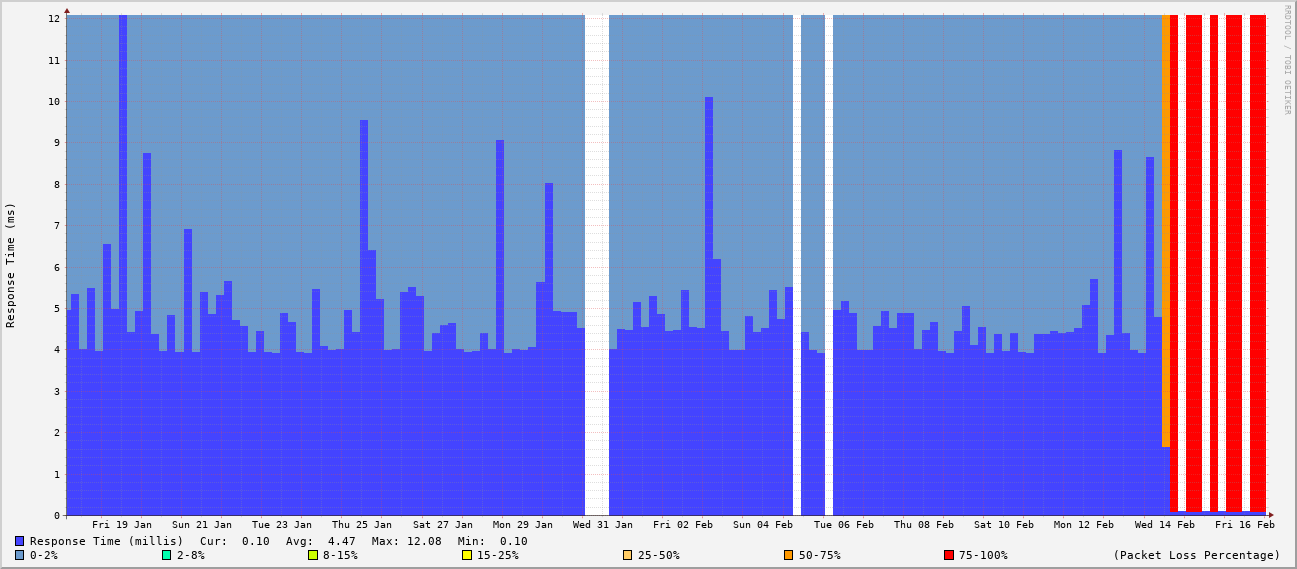 RRDTOOL / TOBI OETIKER
Response Time (ms)
12
11
10
9
8
7
6
5
4
3
2
1
0
Fri 19 Jan Sun 21 Jan Tue 23 Jan Thu 25 Jan Sat 27 Jan Mon 29 Jan Wed 31 Jan Fri 02 Feb Sun 04 Feb Tue 06 Feb Thu 08 Feb Sat 10 Feb Mon 12 Feb Wed 14 Feb Fri 16 Feb
Response Time (millis) Cur: 0.10 Avg: 4.47 Max: 12.08 Min: 0.10
0-2% 2-8% 8-15% 15-25% 25-50% 50-75% 75-100% (Packet Loss Percentage)